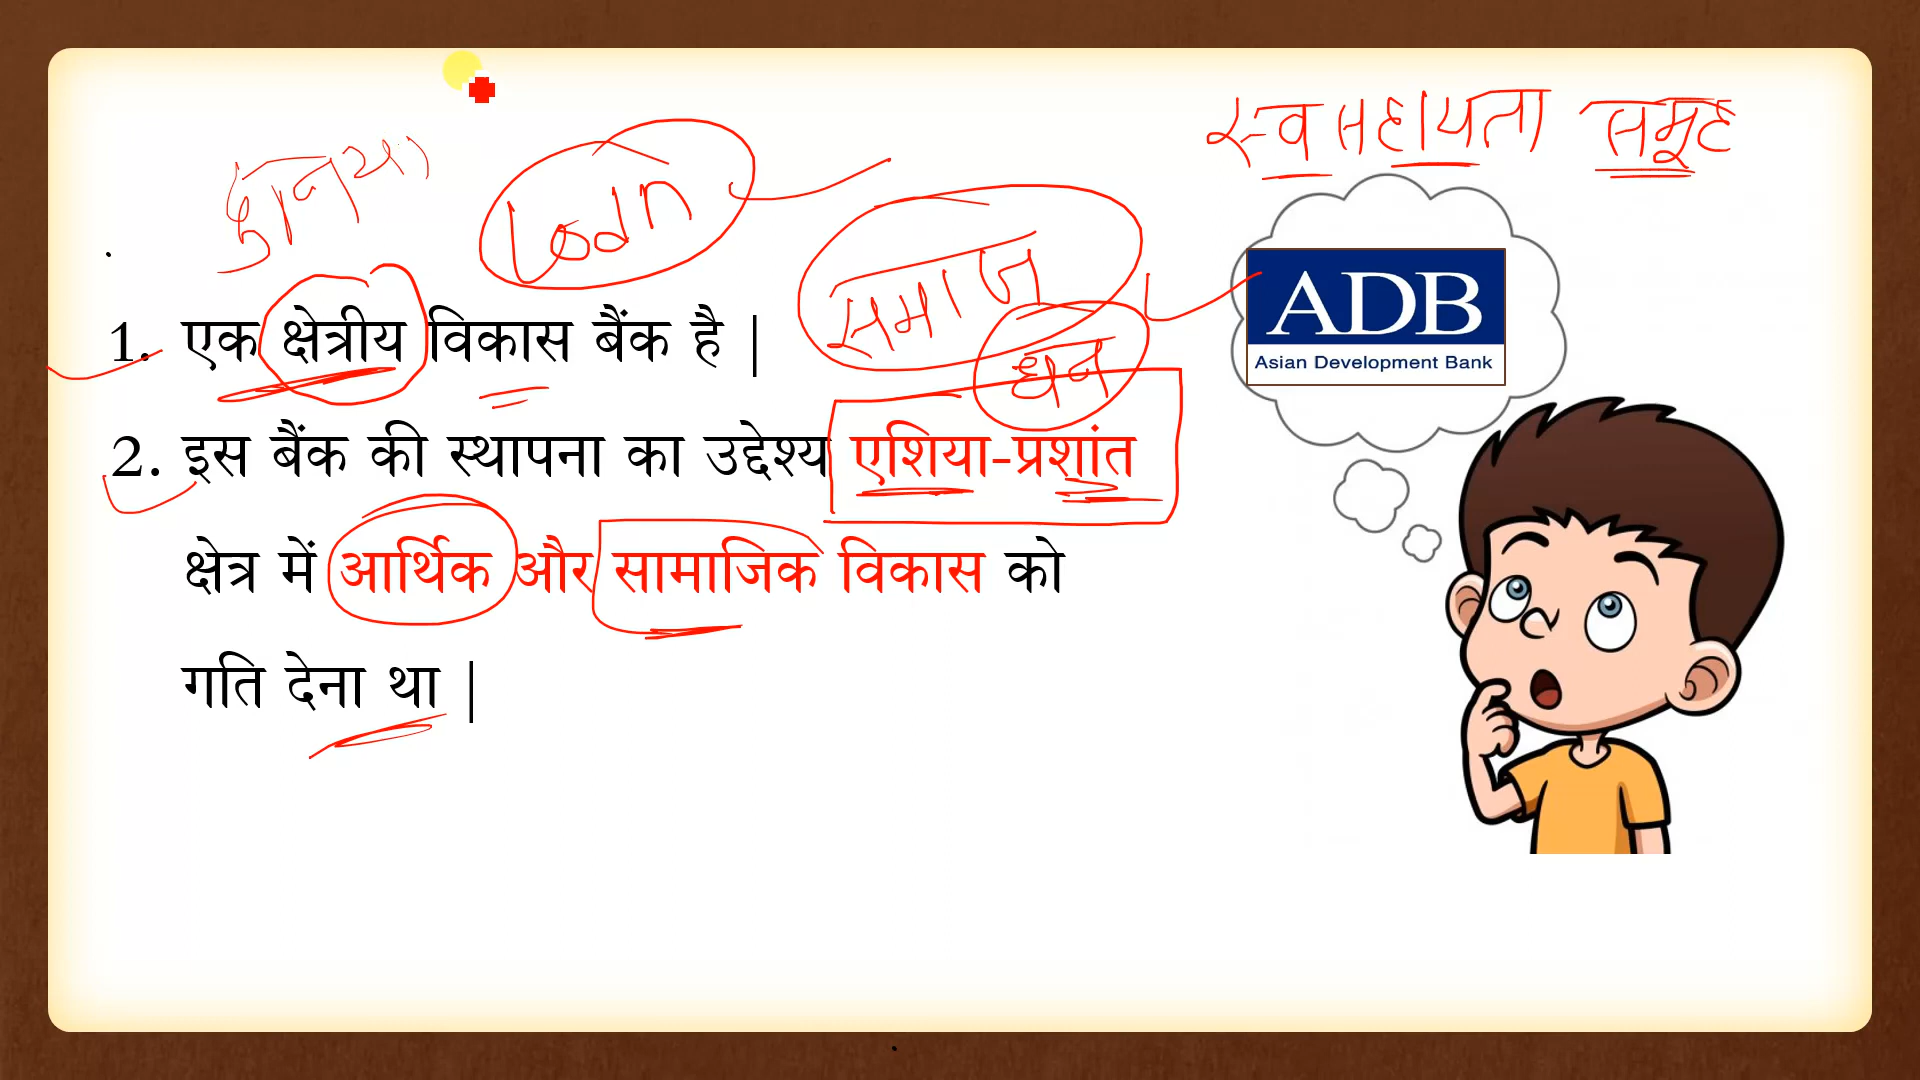 स्वसहायता समूह
दुनिया
loan
समाज
धन
ADB
Asian Development Bank
1. एक क्षेत्रीय विकास बैंक है |
2. इस बैंक की स्थापना का उद्देश्य एशिया-प्रशांत
क्षेत्र में आर्थिक और सामाजिक विकास को
गति देना था |